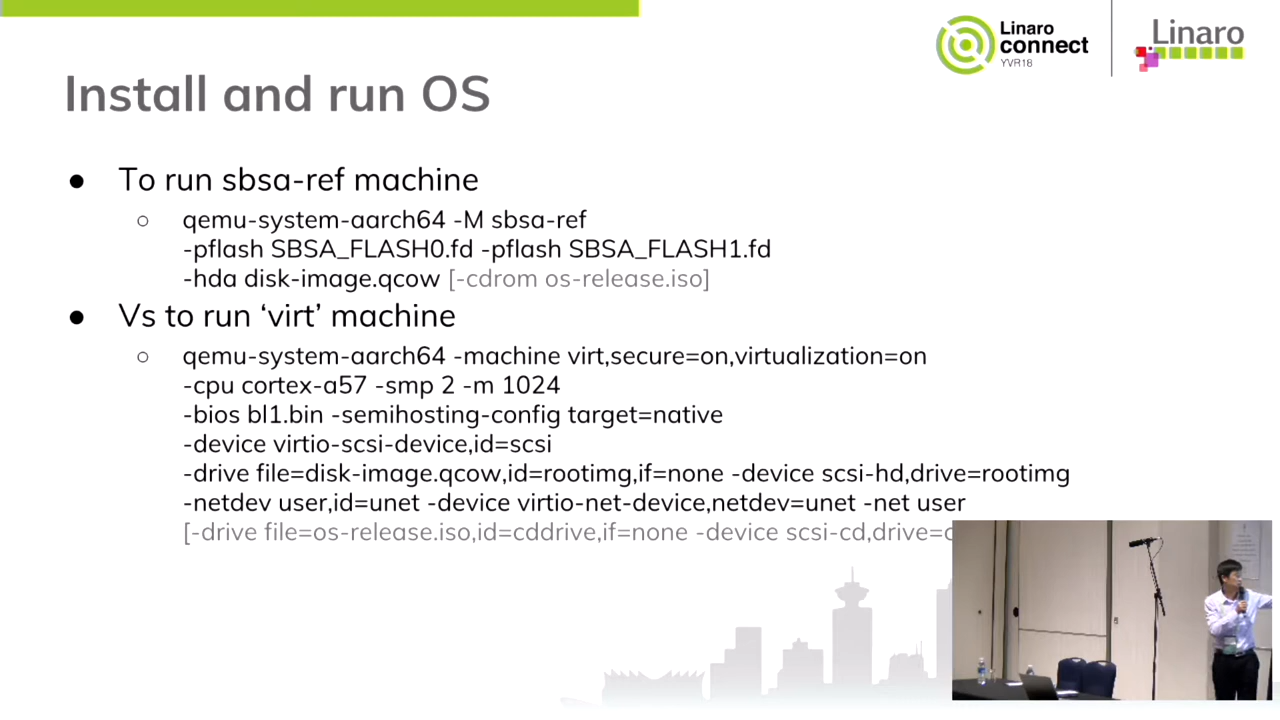 Linaro
connect
YVR18
Linaro
Install and run OS
● To run sbsa-ref machine
○ qemu-system-aarch64 -M sbsa-ref
-pflash SBSA_FLASH0.fd -pflash SBSA_FLASH1.fd
-hda disk-image.qcow [-cdrom os-release.iso]
● Vs to run ‘virt’ machine
○ qemu-system-aarch64 -machine virt,secure=on,virtualization=on
-cpu cortex-a57 -smp 2 -m 1024
-bios bl1.bin -semihosting-config target=native
-device virtio-scsi-device,id=scsi
-drive file=disk-image.qcow,id=rootimg,if=none -device scsi-hd,drive=rootimg
-netdev user,id=unet -device virtio-net-device,netdev=unet -net user
[-drive file=os-release.iso,id=cddrive,if=none -device scsi-cd,drive=